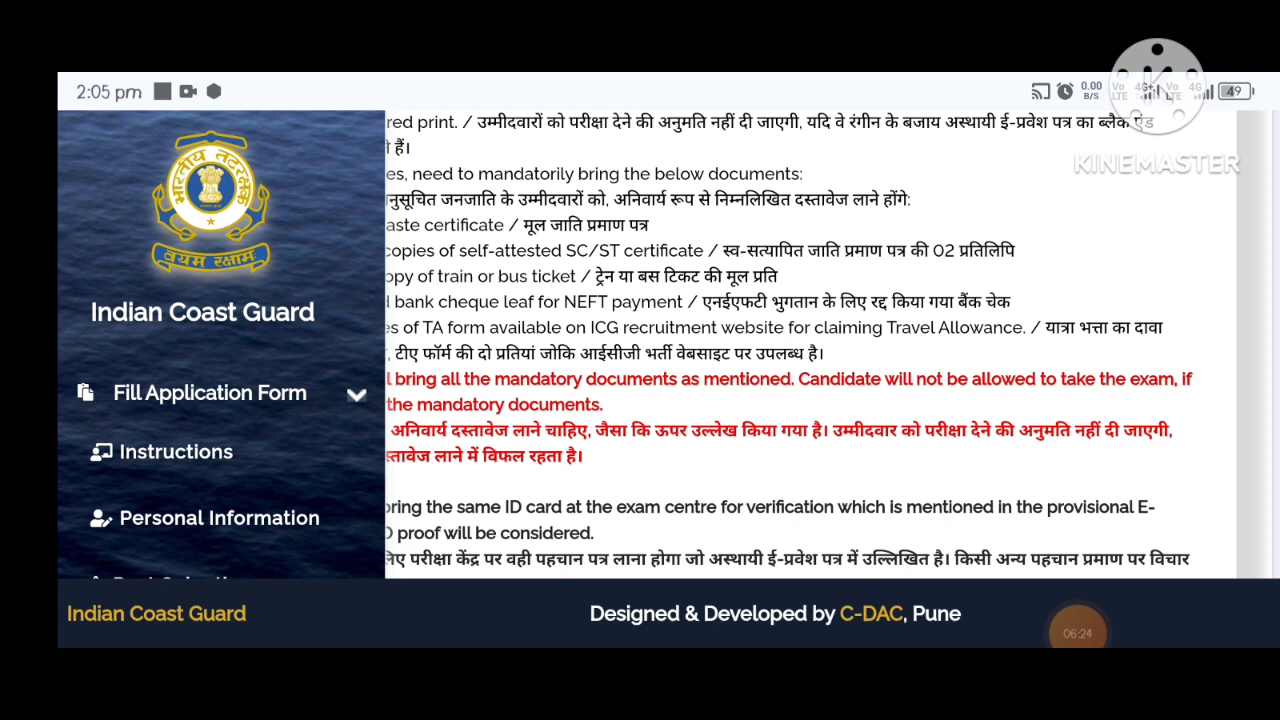 2:05 pm
0.00 B/S
Vo LTE 4G+ Vo LTE 4G
49
KINEMASTER
भारतीय तटरक्षक
वयम रक्षामः
Indian Coast Guard
Fill Application Form
Instructions
Personal Information
red print. / उम्मीदवारों को परीक्षा देने की अनुमति नहीं दी जाएगी, यदि वे रंगीन के बजाय अस्थायी ई-प्रवेश पत्र का ब्लैक एंड
हैं।
es, need to mandatorily bring the below documents:
नुसूचित जनजाति के उम्मीदवारों को, अनिवार्य रूप से निम्नलिखित दस्तावेज लाने होंगे:
aste certificate / मूल जाति प्रमाण पत्र
copies of self-attested SC/ST certificate / स्व-सत्यापित जाति प्रमाण पत्र की 02 प्रतिलिपि
opy of train or bus ticket / ट्रेन या बस टिकट की मूल प्रति
d bank cheque leaf for NEFT payment / एनईएफटी भुगतान के लिए रद्द किया गया बैंक चेक
es of TA form available on ICG recruitment website for claiming Travel Allowance. / यात्रा भत्ता का दावा
, टीए फॉर्म की दो प्रतियां जोकि आईसीजी भर्ती वेबसाइट पर उपलब्ध है।
l bring all the mandatory documents as mentioned. Candidate will not be allowed to take the exam, if
the mandatory documents.
अनिवार्य दस्तावेज लाने चाहिए, जैसा कि ऊपर उल्लेख किया गया है। उम्मीदवार को परीक्षा देने की अनुमति नहीं दी जाएगी,
स्तावेज लाने में विफल रहता है।
bring the same ID card at the exam centre for verification which is mentioned in the provisional E-
D proof will be considered.
लिए परीक्षा केंद्र पर वही पहचान पत्र लाना होगा जो अस्थायी ई-प्रवेश पत्र में उल्लिखित है। किसी अन्य पहचान प्रमाण पर विचार
Indian Coast Guard
Designed & Developed by C-DAC, Pune
06:24